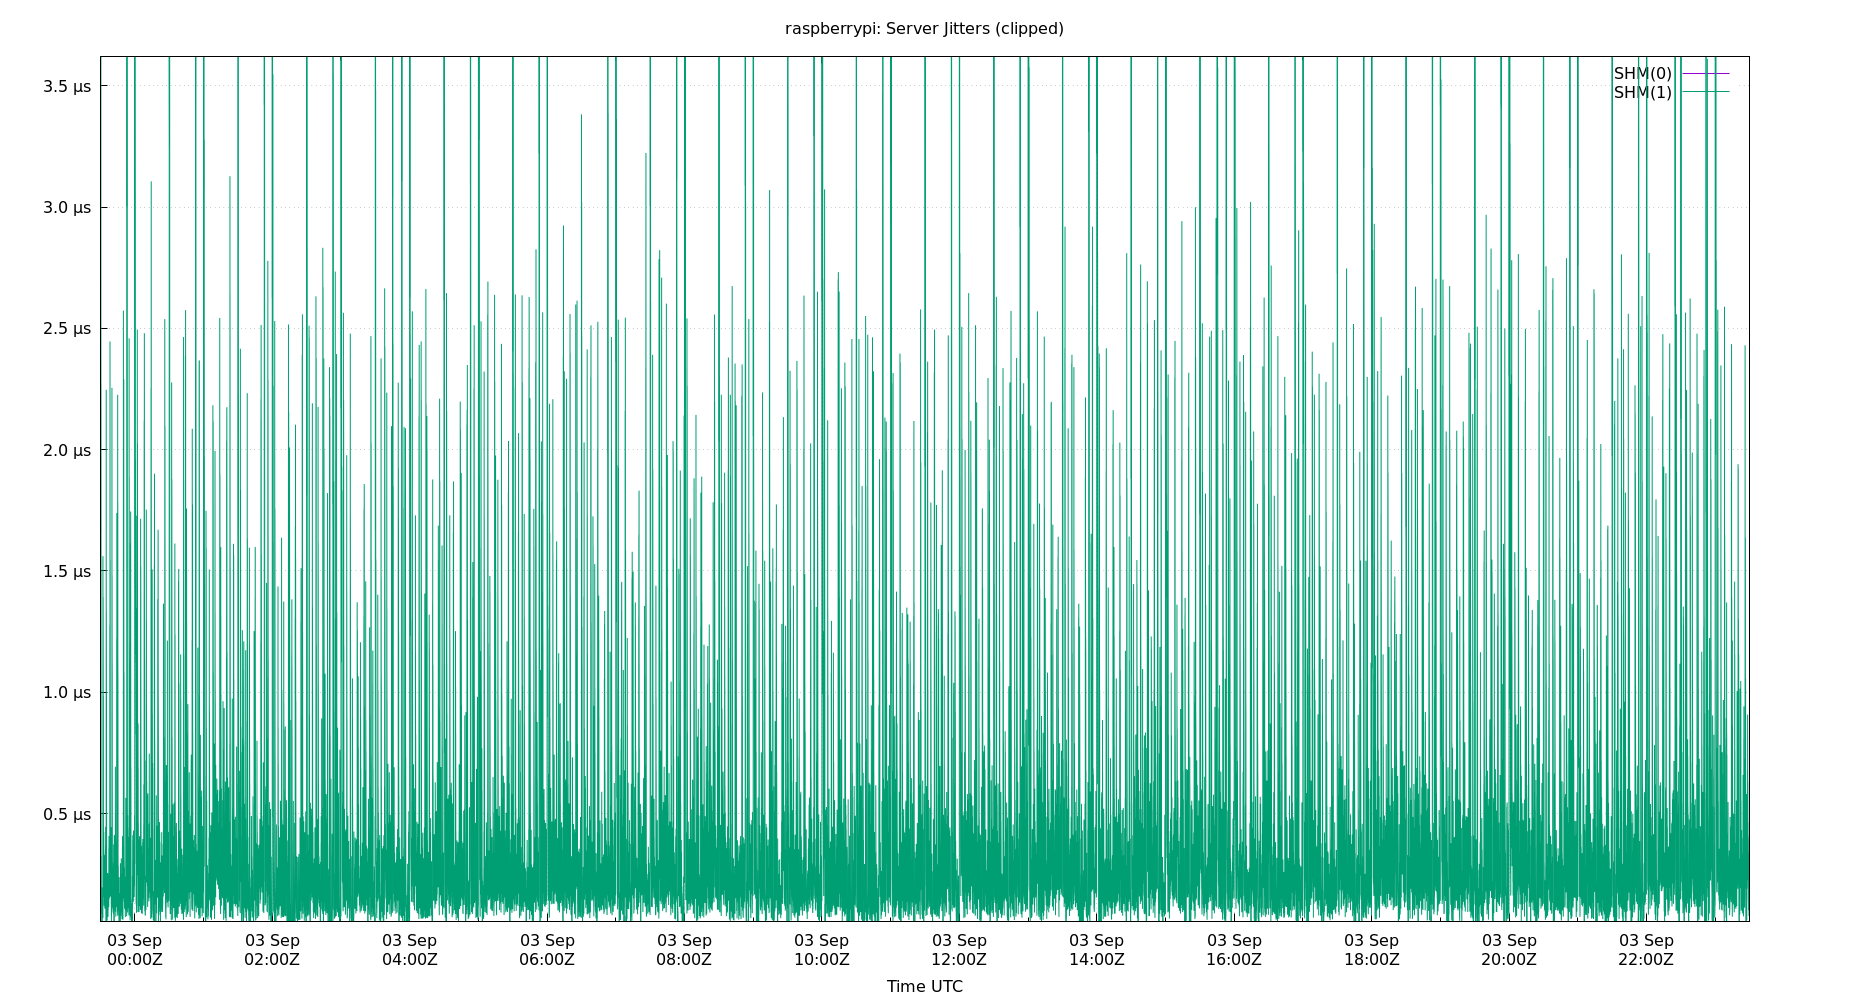 raspberrypi: Server Jitters (clipped)
SHM(0)
SHM(1)
3.5 μs
3.0 μs
2.5 μs
2.0 μs
1.5 μs
1.0 μs
0.5 μs
03 Sep 03 Sep 03 Sep 03 Sep 03 Sep 03 Sep 03 Sep 03 Sep 03 Sep 03 Sep 03 Sep 03 Sep
00:00Z 02:00Z 04:00Z 06:00Z 08:00Z 10:00Z 12:00Z 14:00Z 16:00Z 18:00Z 20:00Z 22:00Z
Time UTC